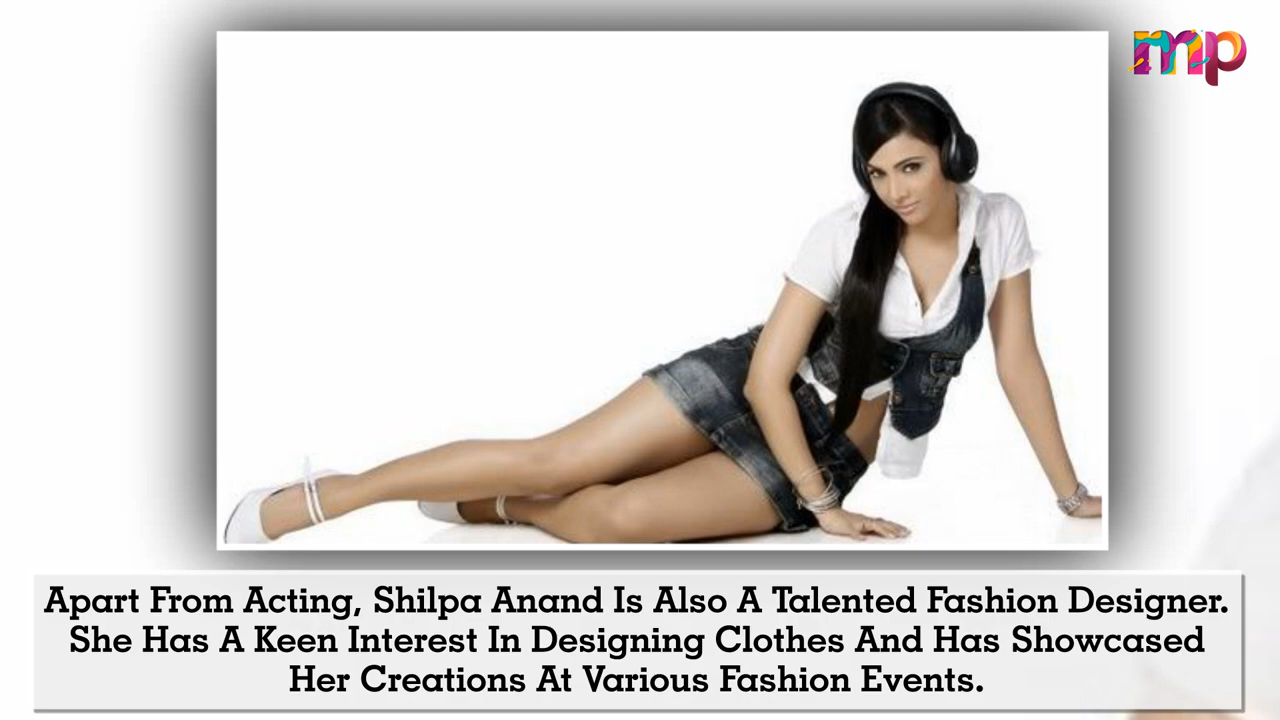 mp
Apart From Acting, Shilpa Anand Is Also A Talented Fashion Designer.
She Has A Keen Interest In Designing Clothes And Has Showcased
Her Creations At Various Fashion Events.